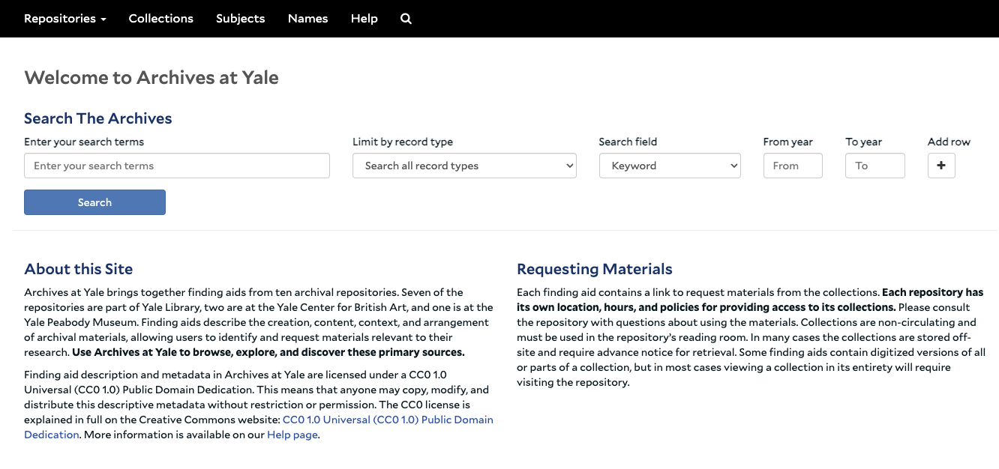 Repositories Collections Subjects Names Help
Welcome to Archives at Yale
Search The Archives
Enter your search terms Limit by record type Search field From year To year Add row
Enter your search terms Search all record types Keyword From To +
Search
About this Site
Archives at Yale brings together finding aids from ten archival repositories. Seven of the
repositories are part of Yale Library, two are at the Yale Center for British Art, and one is at the
Yale Peabody Museum. Finding aids describe the creation, content, context, and arrangement
of archival materials, allowing users to identify and request materials relevant to their
research. Use Archives at Yale to browse, explore, and discover these primary sources.
Finding aid description and metadata in Archives at Yale are licensed under a CC0 1.0
Universal (CC0 1.0) Public Domain Dedication. This means that anyone may copy, modify, and
distribute this descriptive metadata without restriction or permission. The CC0 license is
explained in full on the Creative Commons website: CC0 1.0 Universal (CC0 1.0) Public Domain
Dedication. More information is available on our Help page.
Requesting Materials
Each finding aid contains a link to request materials from the collections. Each repository has
its own location, hours, and policies for providing access to its collections. Please consult
the repository with questions about using the materials. Collections are non-circulating and
must be used in the repository's reading room. In many cases the collections are stored off-
site and require advance notice for retrieval. Some finding aids contain digitized versions of all
or parts of a collection, but in most cases viewing a collection in its entirety will require
visiting the repository.